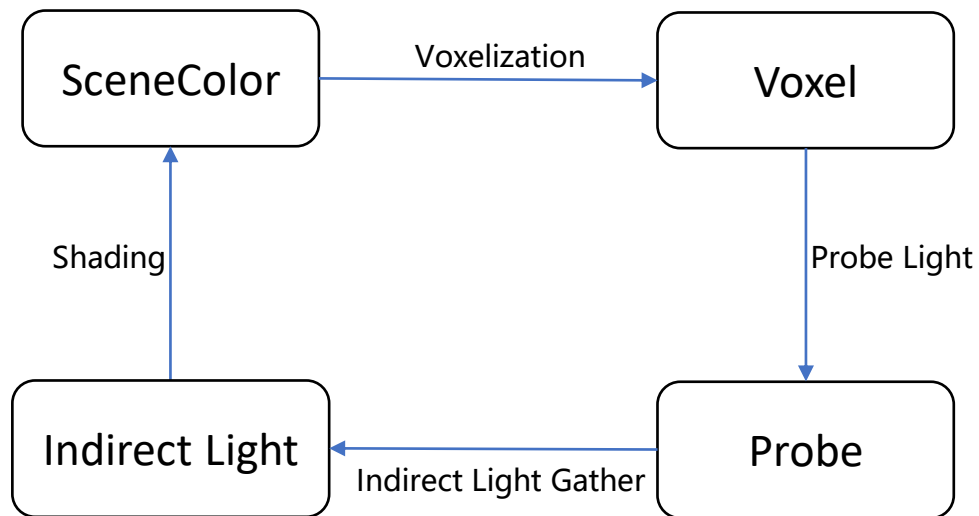 SceneColor
Voxelization
Voxel
Shading
Probe Light
Indirect Light
Indirect Light Gather
Probe